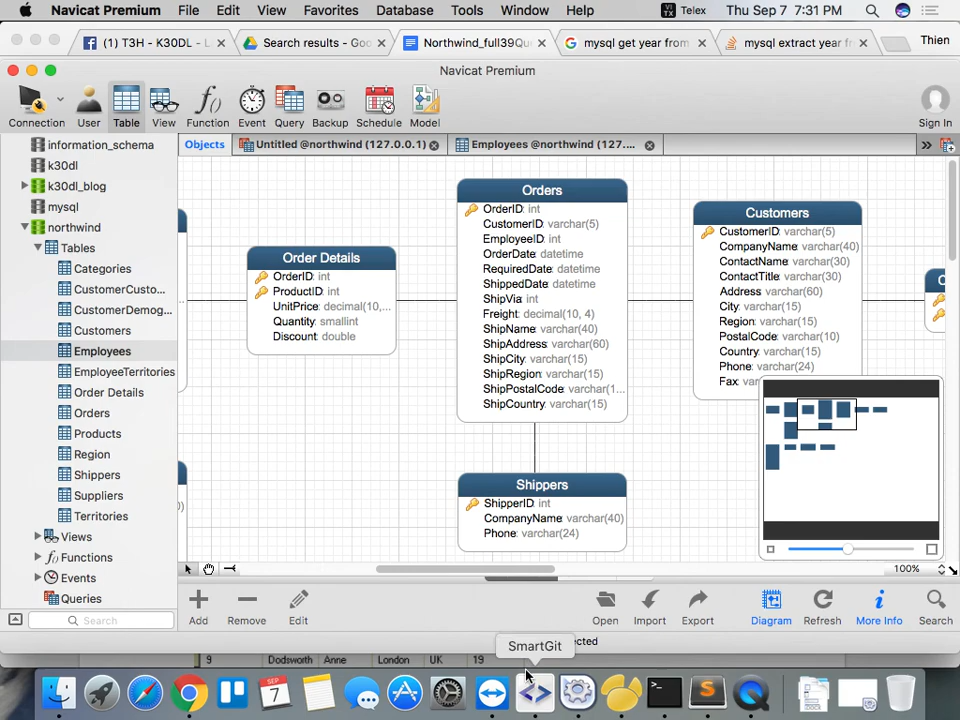 Navicat Premium File Edit View Favorites Database Tools Window Help Telex Thu Sep 7 7:31 PM
(1) T3H - K30DL - L Search results - Google Northwind_full39Que mysql get year from mysql extract year fr Thien
Navicat Premium
Connection User Table View Function Event Query Backup Schedule Model Sign In
Objects Untitled @northwind (127.0.0.1) Employees @northwind (127....
information_schema
k30dl
k30dl_blog
mysql
northwind
Tables
Categories
CustomerCusto...
CustomerDemog...
Customers
Employees
EmployeeTerritories
Order Details
Orders
Products
Region
Shippers
Suppliers
Territories
Views
Functions
Events
Queries
Search
Order Details
OrderID: int
ProductID: int
UnitPrice: decimal(10,...
Quantity: smallint
Discount: double
Orders
OrderID: int
CustomerID: varchar(5)
EmployeeID: int
OrderDate: datetime
RequiredDate: datetime
ShippedDate: datetime
ShipVia: int
Freight: decimal(10, 4)
ShipName: varchar(40)
ShipAddress: varchar(60)
ShipCity: varchar(15)
ShipRegion: varchar(15)
ShipPostalCode: varchar(1...
ShipCountry: varchar(15)
Customers
CustomerID: varchar(5)
CompanyName: varchar(40)
ContactName: varchar(30)
ContactTitle: varchar(30)
Address: varchar(60)
City: varchar(15)
Region: varchar(15)
PostalCode: varchar(10)
Country: varchar(15)
Phone: varchar(24)
Fax:
Shippers
ShipperID: int
CompanyName: varchar(40)
Phone: varchar(24)
100%
Add Remove Edit Open Import Export Diagram Refresh More Info Search
SmartGit
9 Dodsworth Anne London UK 19
SEP 7